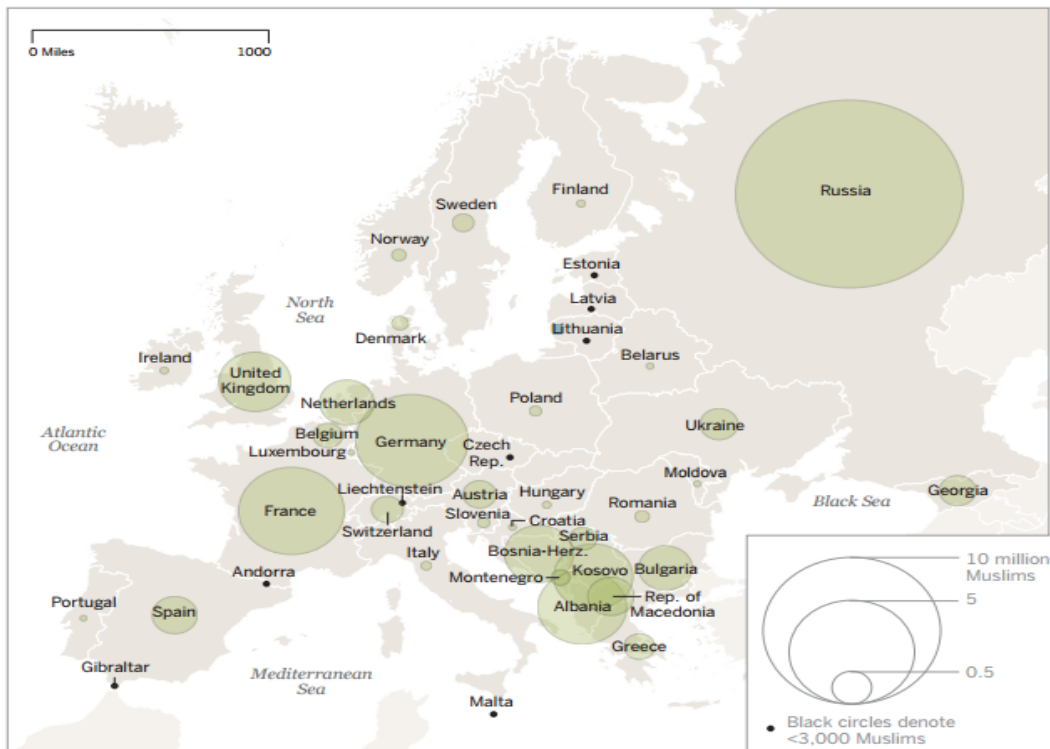 0 Miles
1000
Russia
Finland
Sweden
Norway
Estonia
North
Sea
Latvia
Lithuania
Denmark
Ireland
Belarus
United
Kingdom
Netherlands
Poland
Ukraine
Atlantic
Ocean
Belgium
Germany
Luxembourg
Czech
Rep.
Moldova
Liechtenstein
Austria
Hungary
Georgia
Black Sea
France
Romania
Slovenia
Croatia
Switzerland
Serbia
Italy
Bosnia-Herz.
Andorra
Montenegro
Kosovo
Bulgaria
Portugal
Spain
Albania
Rep. of
Macedonia
Greece
Gibraltar
Mediterranean
Sea
Malta
10 million
Muslims
5
0.5
Black circles denote
<3,000 Muslims